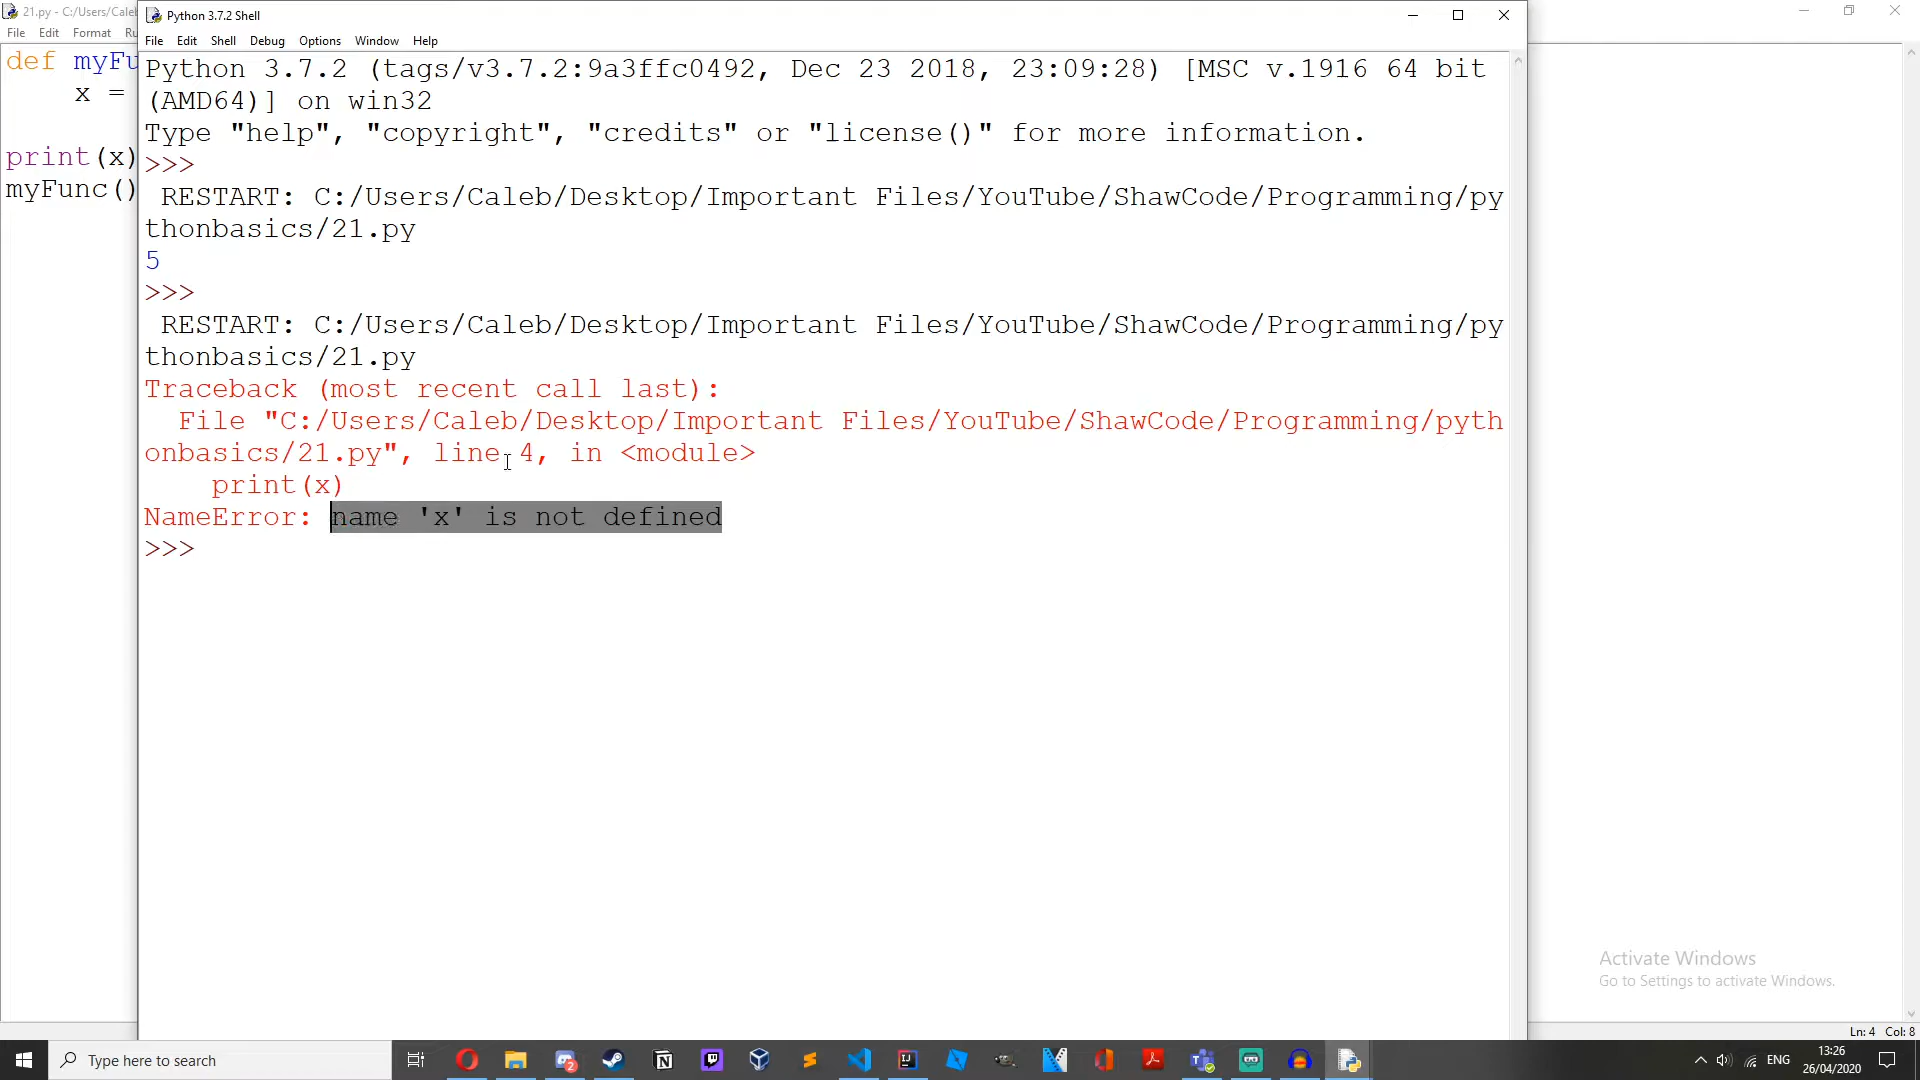 21.py - C:/Users/Caleb
File Edit Format Ru
def myFu
x =
print(x)
myFunc()
Python 3.7.2 Shell
File Edit Shell Debug Options Window Help
Python 3.7.2 (tags/v3.7.2:9a3ffc0492, Dec 23 2018, 23:09:28) [MSC v.1916 64 bit
(AMD64)] on win32
Type "help", "copyright", "credits" or "license()" for more information.
>>>
RESTART: C:/Users/Caleb/Desktop/Important Files/YouTube/ShawCode/Programming/py
thonbasics/21.py
5
>>>
RESTART: C:/Users/Caleb/Desktop/Important Files/YouTube/ShawCode/Programming/py
thonbasics/21.py
Traceback (most recent call last):
File "C:/Users/Caleb/Desktop/Important Files/YouTube/ShawCode/Programming/pyth
onbasics/21.py", line 4, in <module>
print(x)
NameError: name 'x' is not defined
>>>
Activate Windows
Go to Settings to activate Windows.
Ln: 4 Col: 8
Type here to search
2
ENG
13:26
26/04/2020